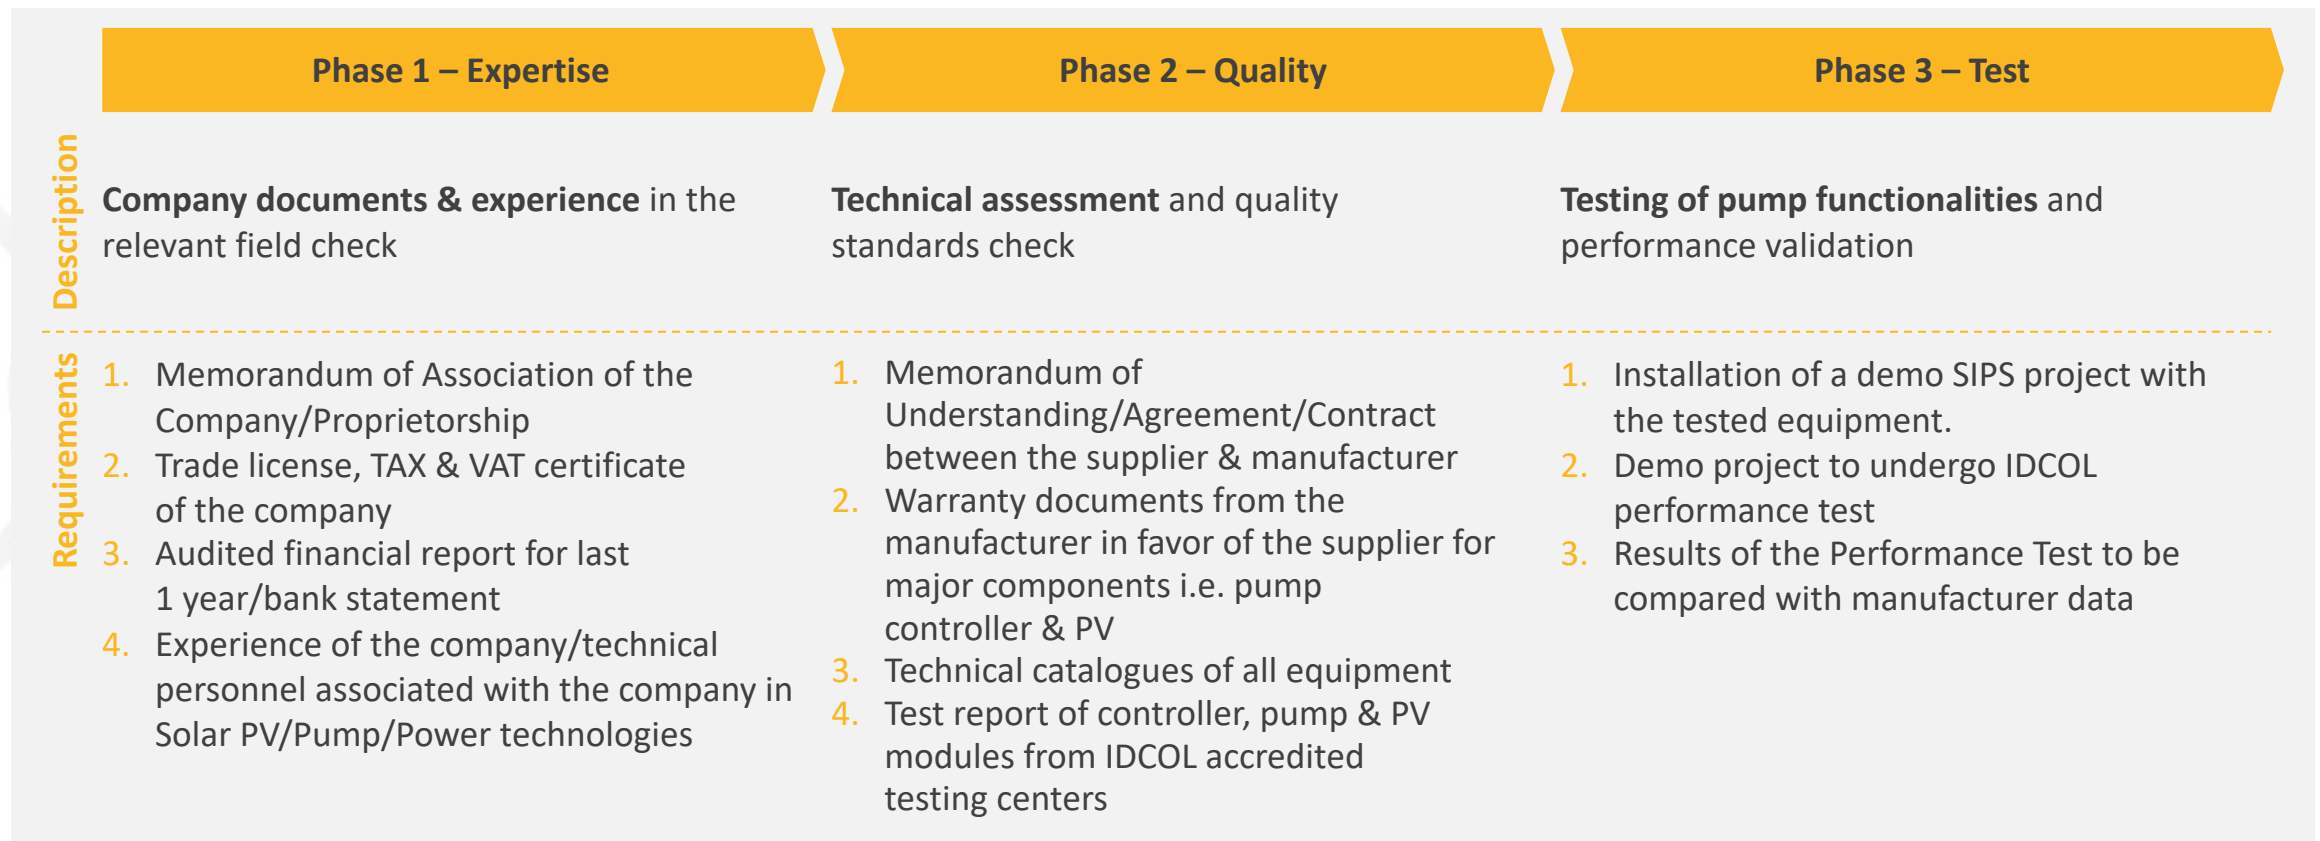 Phase 1 – Expertise
Phase 2 – Quality
Phase 3 – Test
Description
Company documents & experience in the
relevant field check
Technical assessment and quality
standards check
Testing of pump functionalities and
performance validation
Requirements
1. Memorandum of Association of the
Company/Proprietorship
2. Trade license, TAX & VAT certificate
of the company
3. Audited financial report for last
1 year/bank statement
4. Experience of the company/technical
personnel associated with the company in
Solar PV/Pump/Power technologies
1. Memorandum of
Understanding/Agreement/Contract
between the supplier & manufacturer
2. Warranty documents from the
manufacturer in favor of the supplier for
major components i.e. pump
controller & PV
3. Technical catalogues of all equipment
4. Test report of controller, pump & PV
modules from IDCOL accredited
testing centers
1. Installation of a demo SIPS project with
the tested equipment.
2. Demo project to undergo IDCOL
performance test
3. Results of the Performance Test to be
compared with manufacturer data